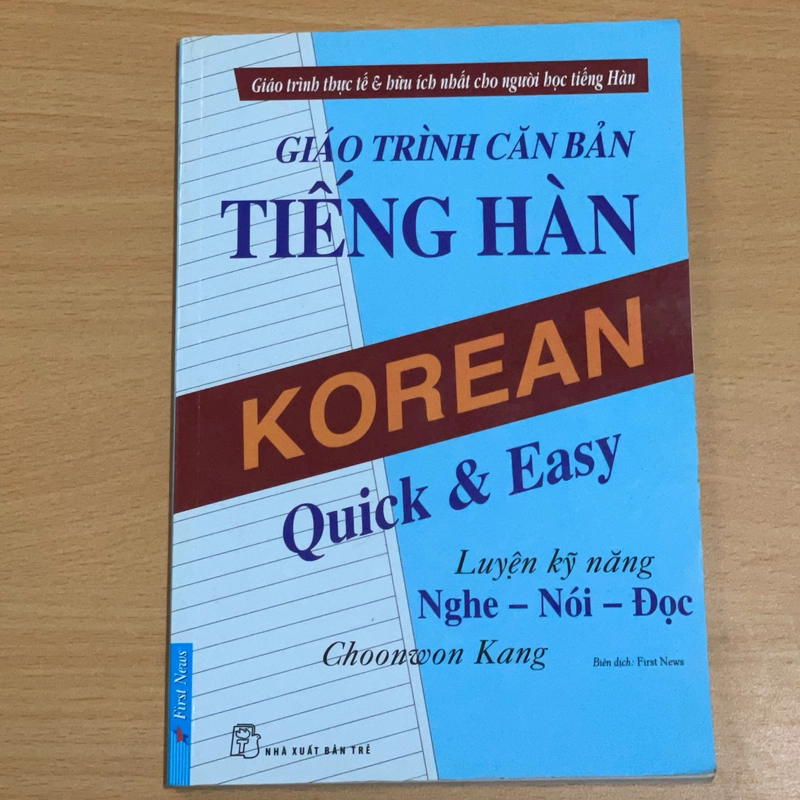 Giáo trình thực tế & hữu ích nhất cho người học tiếng Hàn
GIÁO TRÌNH CĂN BẢN
TIẾNG HÀN
KOREAN
Quick & Easy
Luyện kỹ năng
Nghe – Nói – Đọc
Choonwon Kang
Biên dịch: First News
First News
NHÀ XUẤT BẢN TRẺ